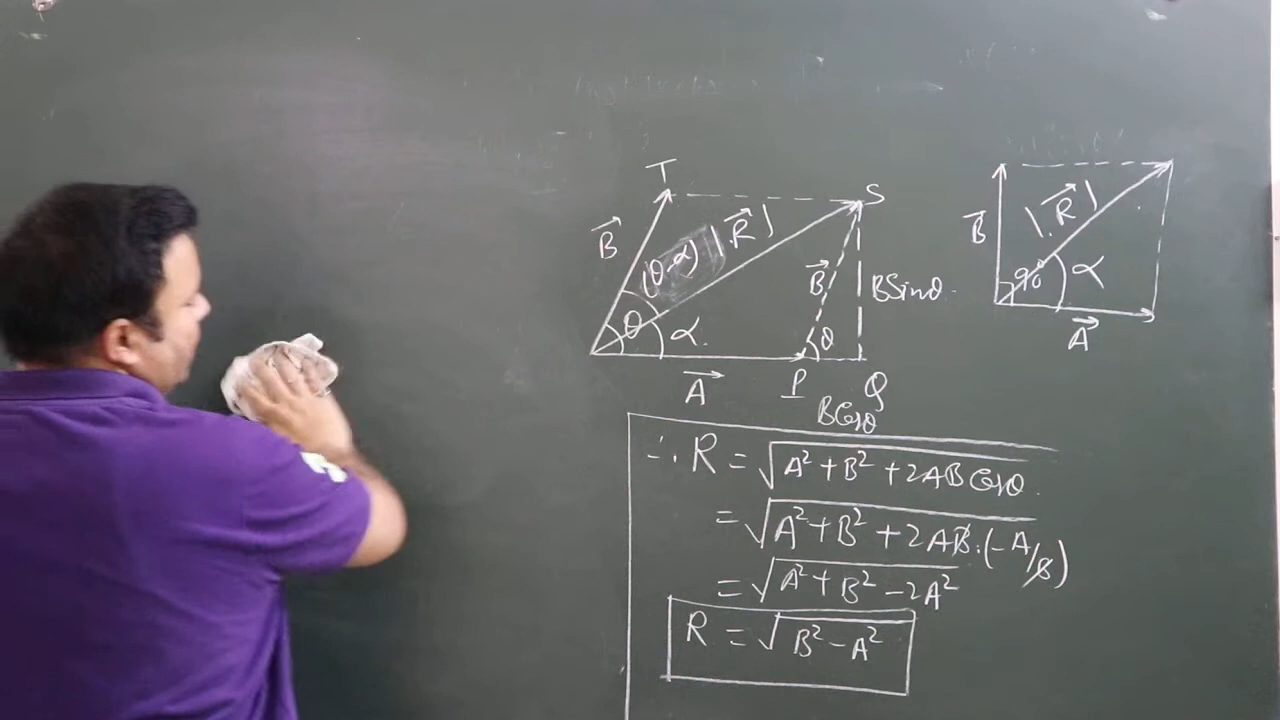 T
S
B⃗
(θ-α) |R⃗|
B⃗
BSinθ.
θ
α.
θ
A⃗
P
Q
BCosθ
B⃗
|R⃗|
90°
α
A⃗
∴ R = √A² + B² + 2AB Cosθ.
= √A² + B² + 2AB.(-A/B)
= √A² + B² - 2A²
R = √B² - A²